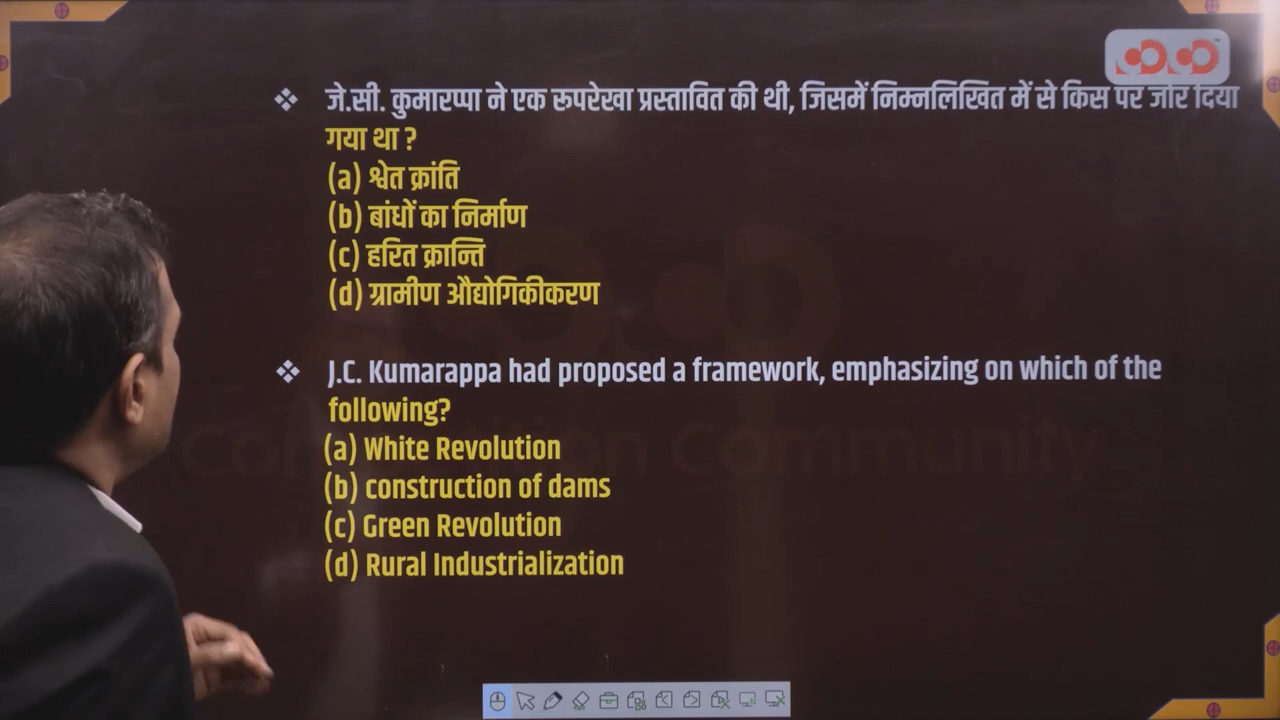 ❖ जे.सी. कुमारप्पा ने एक रूपरेखा प्रस्तावित की थी, जिसमें निम्नलिखित में से किस पर जोर दिया
गया था ?
(a) श्वेत क्रांति
(b) बांधों का निर्माण
(c) हरित क्रान्ति
(d) ग्रामीण औद्योगिकीकरण
❖ J.C. Kumarappa had proposed a framework, emphasizing on which of the
following?
(a) White Revolution
(b) construction of dams
(c) Green Revolution
(d) Rural Industrialization